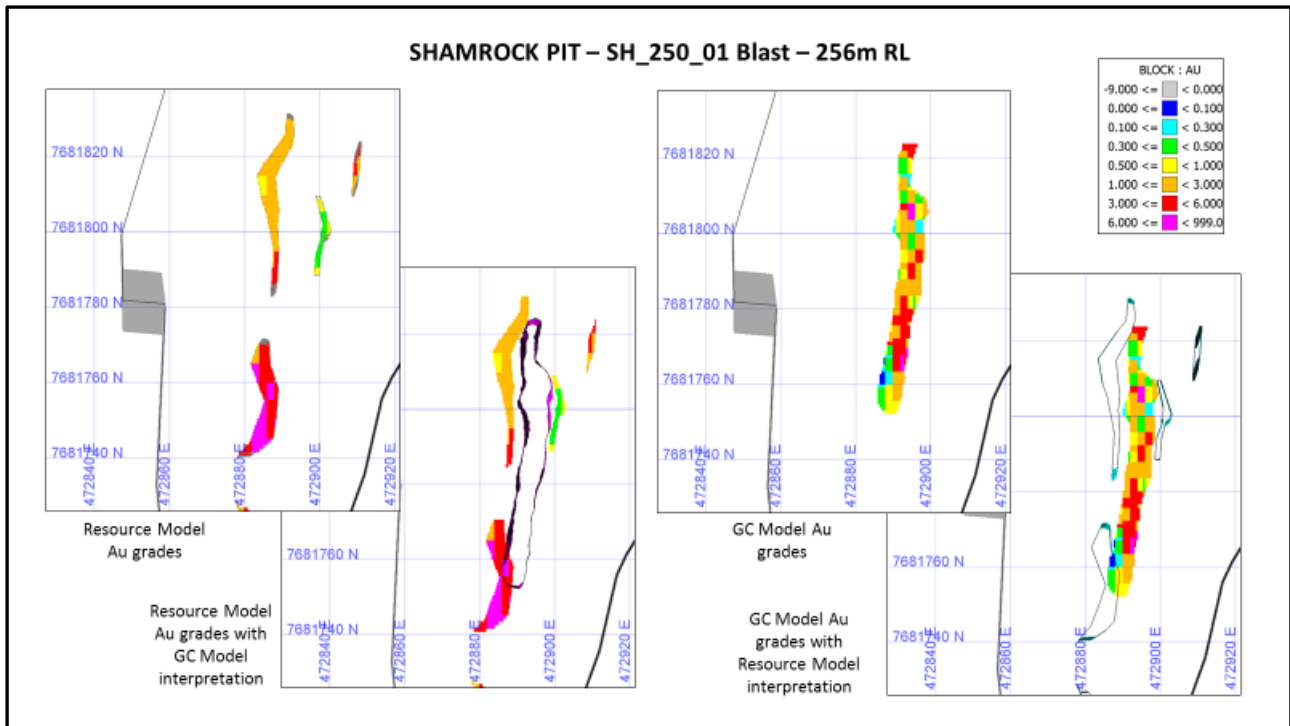 SHAMROCK PIT – SH_250_01 Blast – 256m RL
BLOCK : AU
-9.000 <= < 0.000
0.000 <= < 0.100
0.100 <= < 0.300
0.300 <= < 0.500
0.500 <= < 1.000
1.000 <= < 3.000
3.000 <= < 6.000
6.000 <= < 999.0
7681820 N
7681800 N
7681780 N
7681760 N
7681740 N
472840 E
472860 E
472880 E
472900 E
472920 E
Resource Model
Au grades
7681760 N
7681740 N
472840 E
472860 E
472880 E
472900 E
472920 E
Resource Model
Au grades with
GC Model
interpretation
7681820 N
7681800 N
7681780 N
7681760 N
7681740 N
472840 E
472860 E
472880 E
472900 E
472920 E
GC Model Au
grades
7681760 N
7681740 N
472840 E
472860 E
472880 E
472900 E
472920 E
GC Model Au
grades with
Resource Model
interpretation